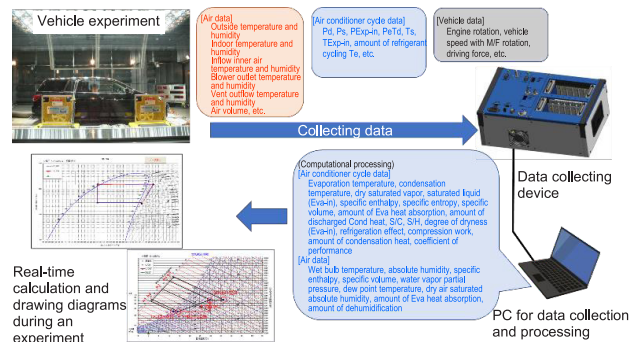 Vehicle experiment
[Air data]
Outside temperature and
humidity
Indoor temperature and
humidity
Inflow inner air
temperature and humidity
Blower outlet temperature
and humidity
Vent outflow temperature
and humidity
Air volume, etc.
[Air conditioner cycle data]
Pd, Ps, PExp-in, PeTd, Ts,
TExp-in, amount of refrigerant
cycling Te, etc.
[Vehicle data]
Engine rotation, vehicle
speed with M/F rotation,
driving force, etc.
Collecting data
Data collecting
device
(Computational processing)
[Air conditioner cycle data]
Evaporation temperature, condensation
temperature, dry saturated vapor, saturated liquid
(Eva-in), specific enthalpy, specific entropy, specific
volume, amount of Eva heat absorption, amount of
discharged Cond heat, S/C, S/H, degree of dryness
(Eva-in), refrigeration effect, compression work,
amount of condensation heat, coefficient of
performance
[Air data]
Wet bulb temperature, absolute humidity, specific
enthalpy, specific volume, water vapor partial
pressure, dew point temperature, dry air saturated
absolute humidity, amount of Eva heat absorption,
amount of dehumidification
Real-time
calculation and
drawing diagrams
during an
experiment
PC for data collection
and processing